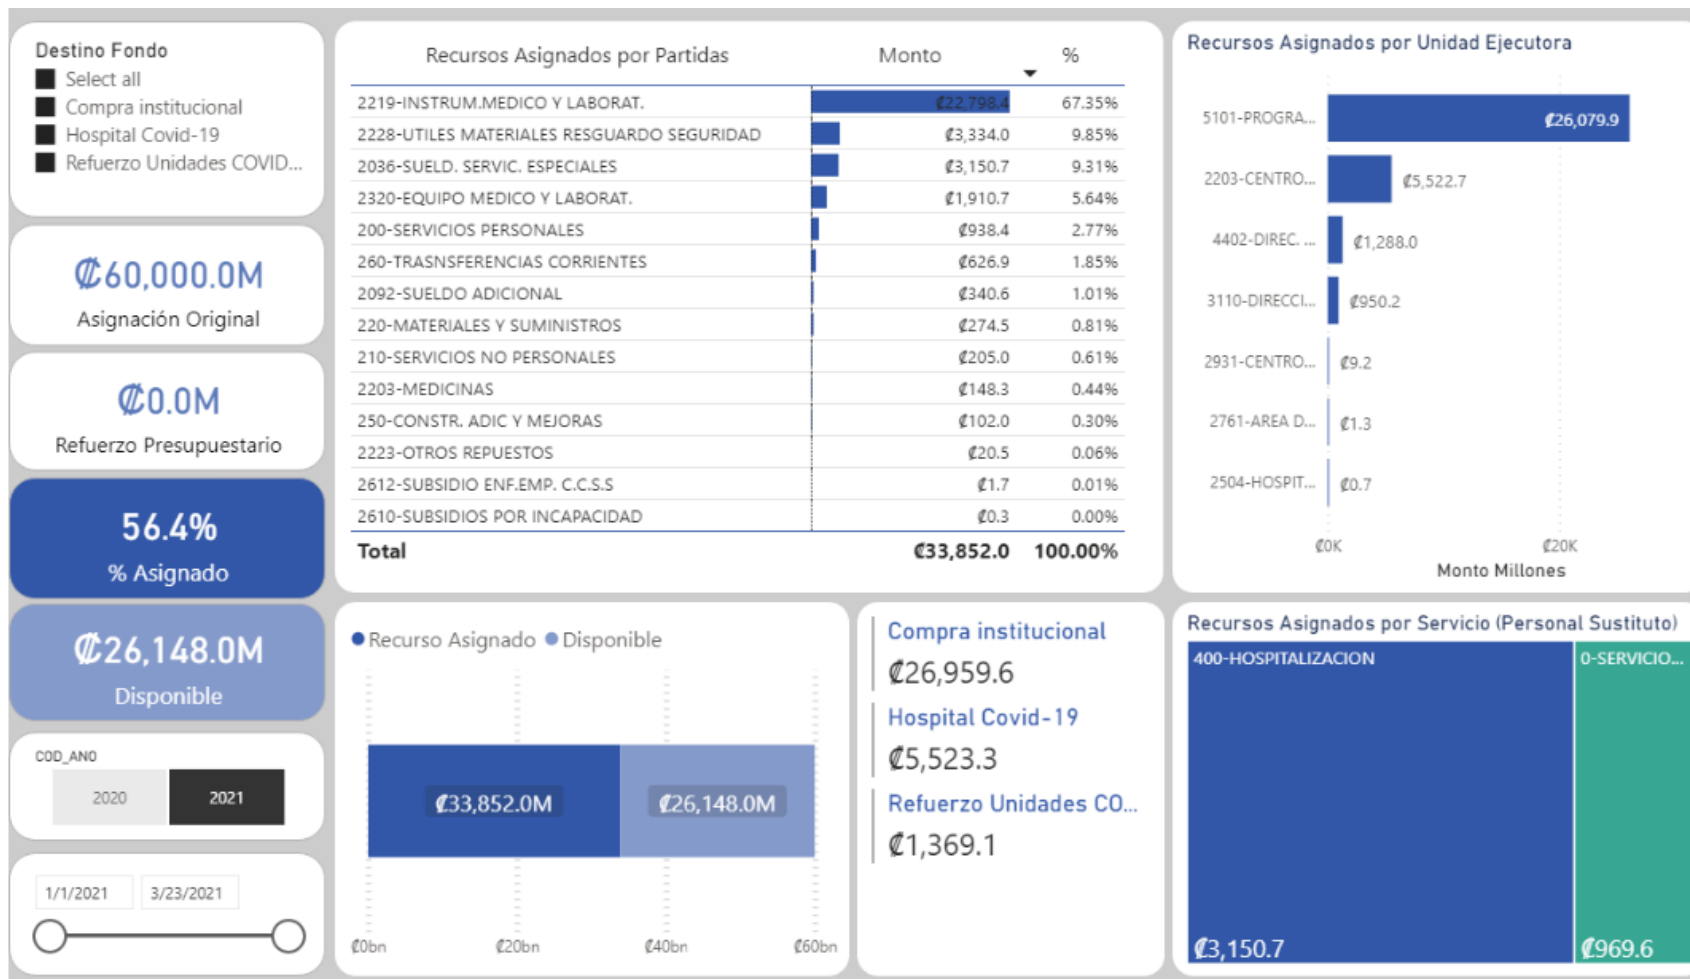 Destino Fondo
Select all
Compra institucional
Hospital Covid-19
Refuerzo Unidades COVID...
₡60,000.0M
Asignación Original
₡0.0M
Refuerzo Presupuestario
56.4%
% Asignado
₡26,148.0M
Disponible
COD_ANO
2020 2021
1/1/2021 3/23/2021
Recursos Asignados por Partidas Monto %
2219-INSTRUM.MEDICO Y LABORAT. ₡22,798.4 67.35%
2228-UTILES MATERIALES RESGUARDO SEGURIDAD ₡3,334.0 9.85%
2036-SUELD. SERVIC. ESPECIALES ₡3,150.7 9.31%
2320-EQUIPO MEDICO Y LABORAT. ₡1,910.7 5.64%
200-SERVICIOS PERSONALES ₡938.4 2.77%
260-TRASNSFERENCIAS CORRIENTES ₡626.9 1.85%
2092-SUELDO ADICIONAL ₡340.6 1.01%
220-MATERIALES Y SUMINISTROS ₡274.5 0.81%
210-SERVICIOS NO PERSONALES ₡205.0 0.61%
2203-MEDICINAS ₡148.3 0.44%
250-CONSTR. ADIC Y MEJORAS ₡102.0 0.30%
2223-OTROS REPUESTOS ₡20.5 0.06%
2612-SUBSIDIO ENF.EMP. C.C.S.S ₡1.7 0.01%
2610-SUBSIDIOS POR INCAPACIDAD ₡0.3 0.00%
Total ₡33,852.0 100.00%
Recursos Asignados por Unidad Ejecutora
5101-PROGRA... ₡26,079.9
2203-CENTRO... ₡5,522.7
4402-DIREC. ... ₡1,288.0
3110-DIRECCI... ₡950.2
2931-CENTRO... ₡9.2
2761-AREA D... ₡1.3
2504-HOSPIT... ₡0.7
₡0K ₡20K
Monto Millones
Recurso Asignado Disponible
₡33,852.0M ₡26,148.0M
₡0bn ₡20bn ₡40bn ₡60bn
Compra institucional
₡26,959.6
Hospital Covid-19
₡5,523.3
Refuerzo Unidades CO...
₡1,369.1
Recursos Asignados por Servicio (Personal Sustituto)
400-HOSPITALIZACION 0-SERVICIO...
₡3,150.7 ₡969.6